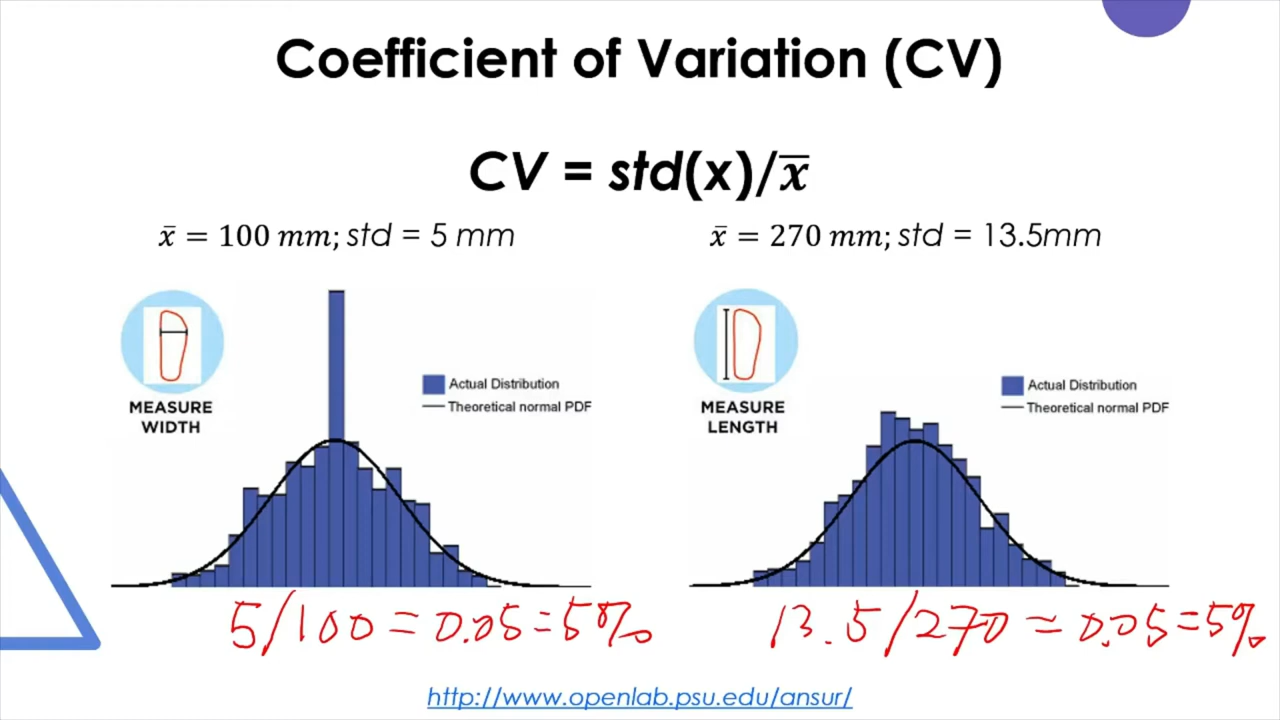 Coefficient of Variation (CV)
CV = std(x)/x̅
x̄ = 100 mm; std = 5 mm
x̄ = 270 mm; std = 13.5mm
MEASURE
WIDTH
Actual Distribution
Theoretical normal PDF
MEASURE
LENGTH
Actual Distribution
Theoretical normal PDF
5/100 = 0.05 = 5%
13.5/270 = 0.05 = 5%
http://www.openlab.psu.edu/ansur/